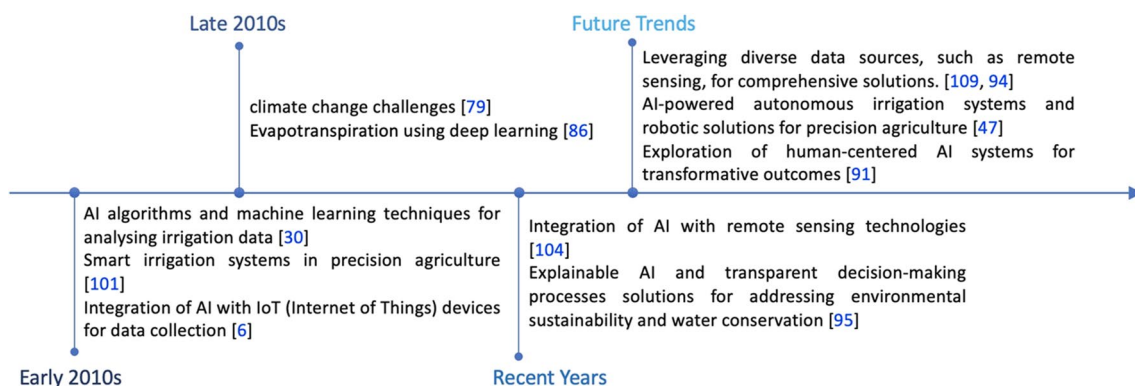 Late 2010s
climate change challenges [79]
Evapotranspiration using deep learning [86]
Future Trends
Leveraging diverse data sources, such as remote
sensing, for comprehensive solutions. [109, 94]
AI-powered autonomous irrigation systems and
robotic solutions for precision agriculture [47]
Exploration of human-centered AI systems for
transformative outcomes [91]
AI algorithms and machine learning techniques for
analysing irrigation data [30]
Smart irrigation systems in precision agriculture
[101]
Integration of AI with IoT (Internet of Things) devices
for data collection [6]
Early 2010s
Integration of AI with remote sensing technologies
[104]
Explainable AI and transparent decision-making
processes solutions for addressing environmental
sustainability and water conservation [95]
Recent Years